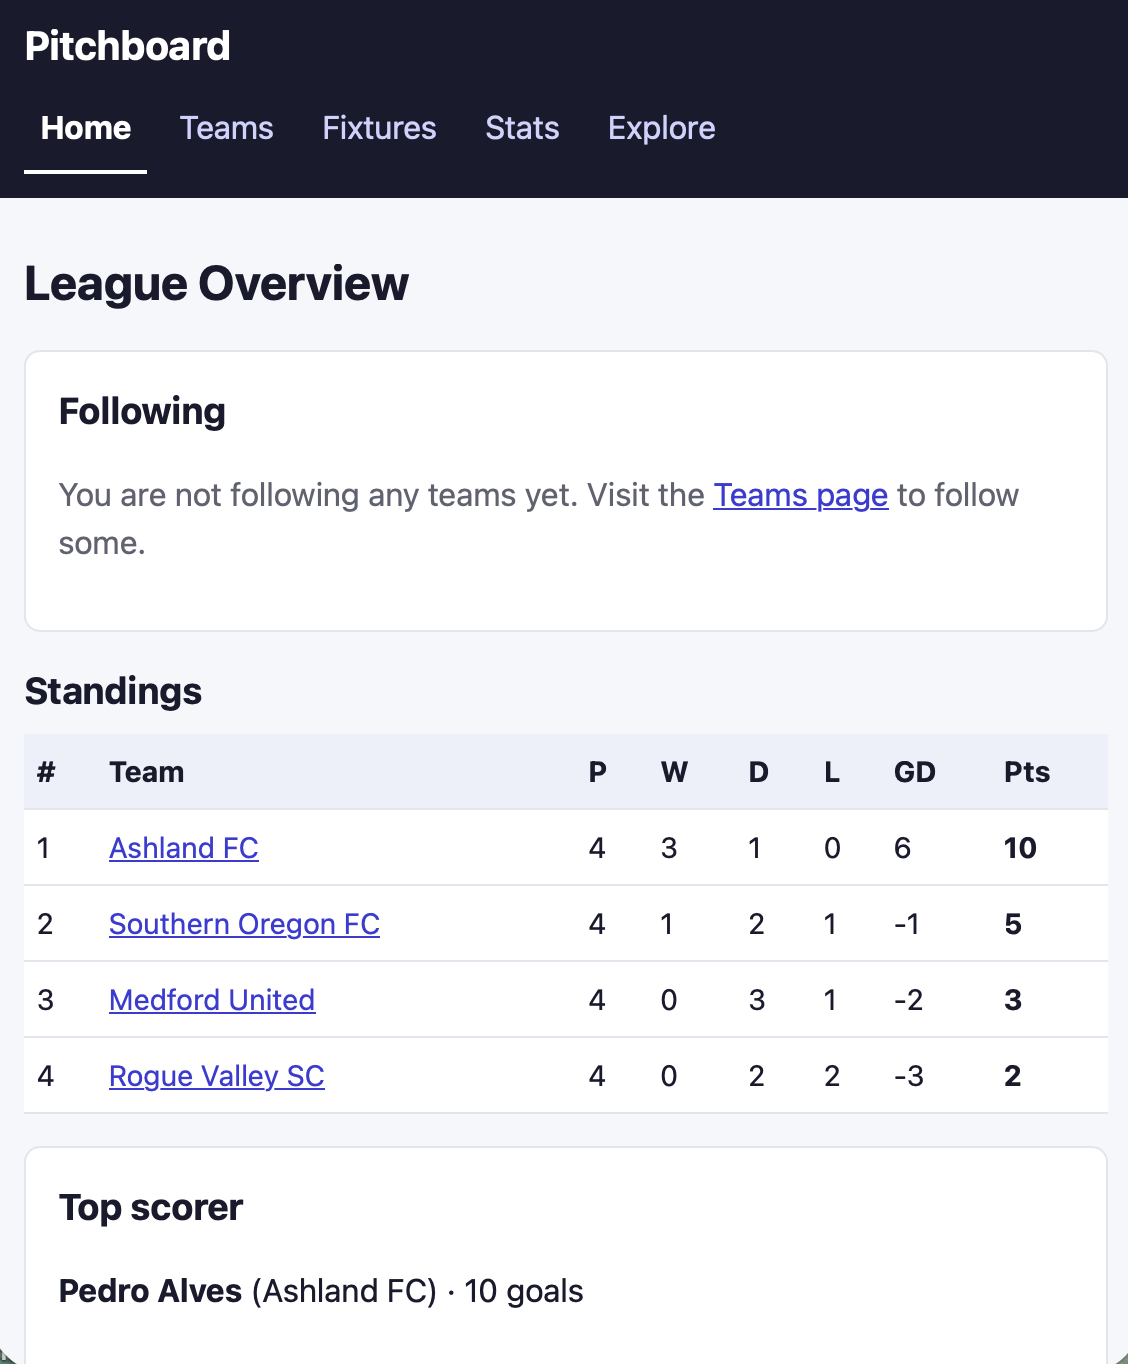 Pitchboard
Home Teams Fixtures Stats Explore
League Overview
Following
You are not following any teams yet. Visit the Teams page to follow
some.
Standings
# Team P W D L GD Pts
1 Ashland FC 4 3 1 0 6 10
2 Southern Oregon FC 4 1 2 1 -1 5
3 Medford United 4 0 3 1 -2 3
4 Rogue Valley SC 4 0 2 2 -3 2
Top scorer
Pedro Alves (Ashland FC) · 10 goals